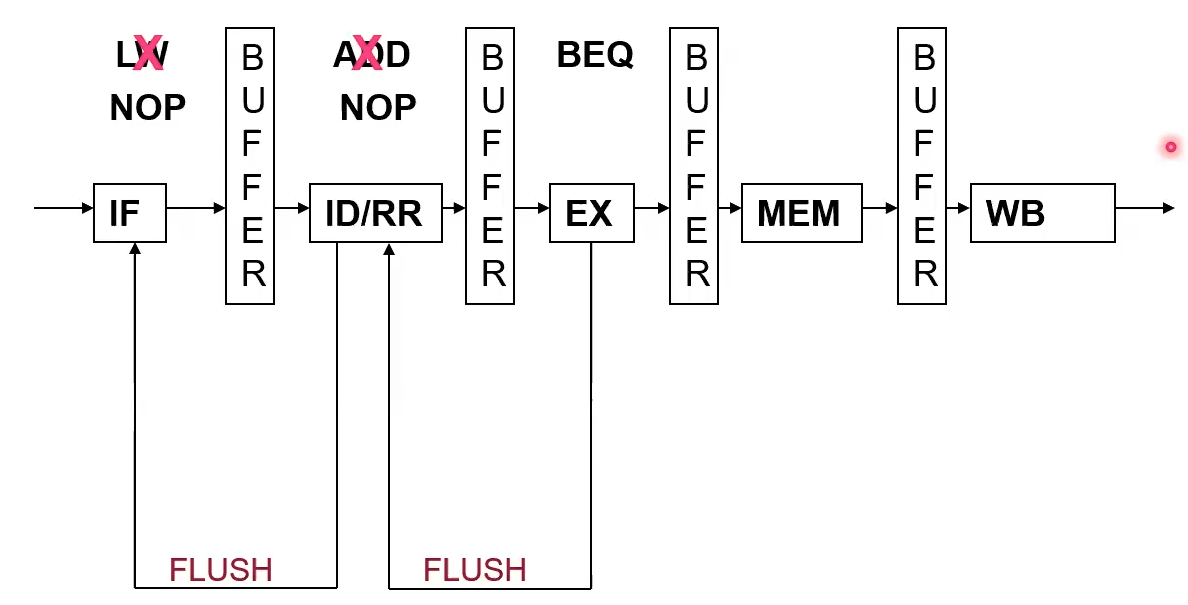 LW
NOP
ADD
NOP
BEQ
BUFFER
BUFFER
BUFFER
BUFFER
IF
ID/RR
EX
MEM
WB
FLUSH
FLUSH